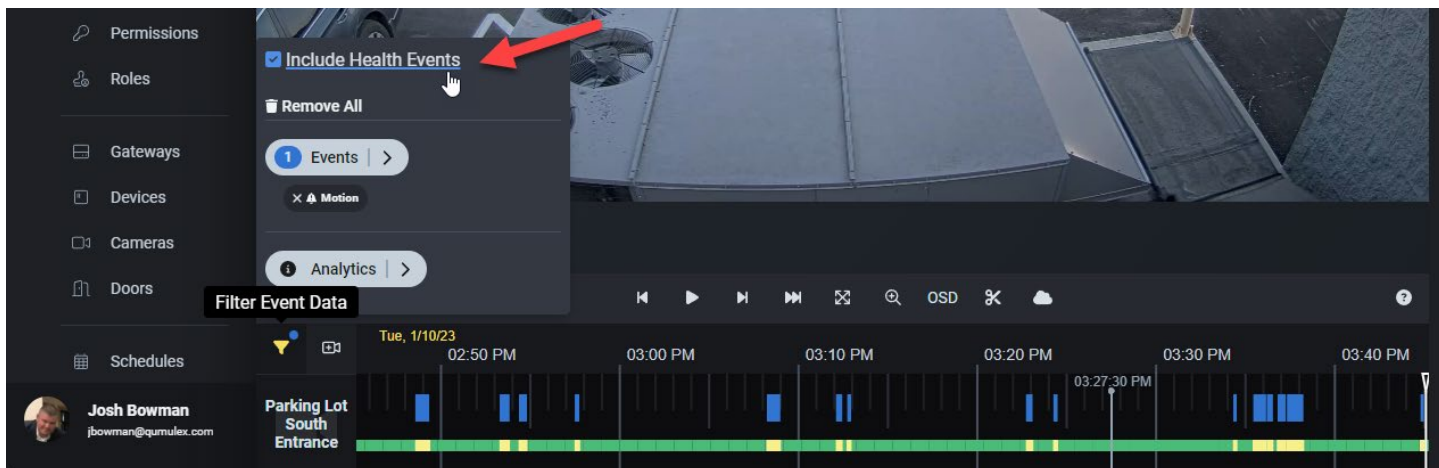 Permissions
Roles
Gateways
Devices
Cameras
Doors
Schedules
Josh Bowman
jbowman@qumulex.com
Include Health Events
Remove All
1 Events
Motion
Analytics
Filter Event Data
OSD
Tue, 1/10/23
02:50 PM 03:00 PM 03:10 PM 03:20 PM 03:30 PM 03:40 PM
03:27:30 PM
Parking Lot
South
Entrance